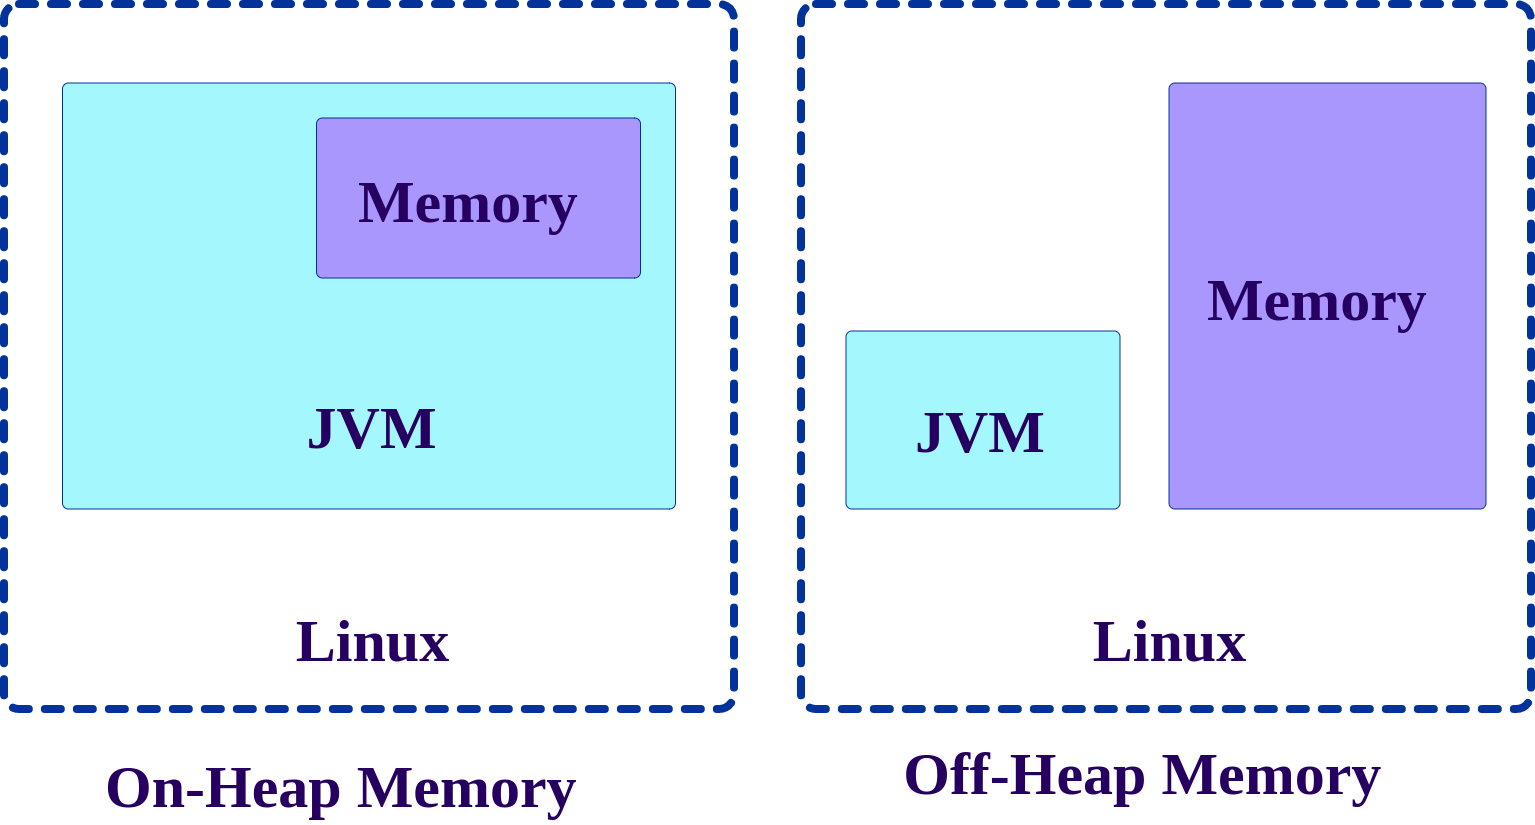 Memory
JVM
Linux
On-Heap Memory
Memory
JVM
Linux
Off-Heap Memory